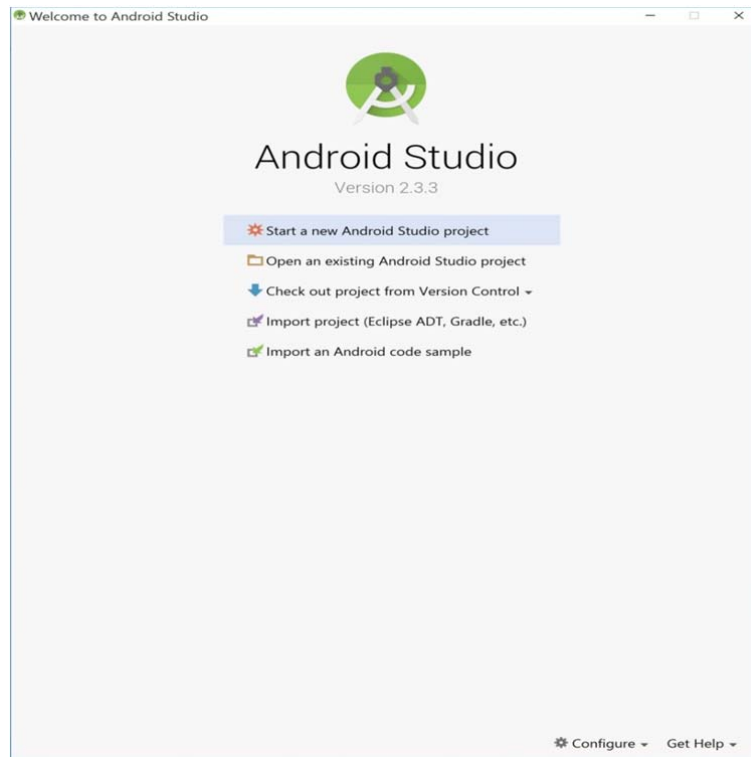 Welcome to Android Studio
Android Studio
Version 2.3.3
Start a new Android Studio project
Open an existing Android Studio project
Check out project from Version Control
Import project (Eclipse ADT, Gradle, etc.)
Import an Android code sample
Configure Get Help